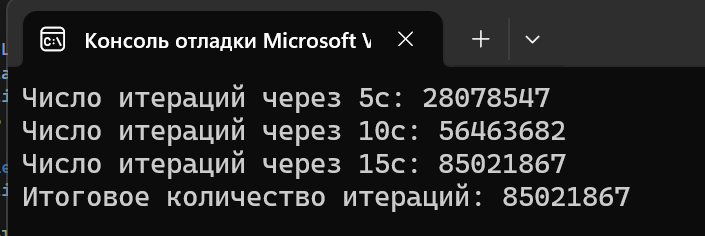 Консоль отладки Microsoft V
Число итераций через 5с: 28078547
Число итераций через 10с: 56463682
Число итераций через 15с: 85021867
Итоговое количество итераций: 85021867